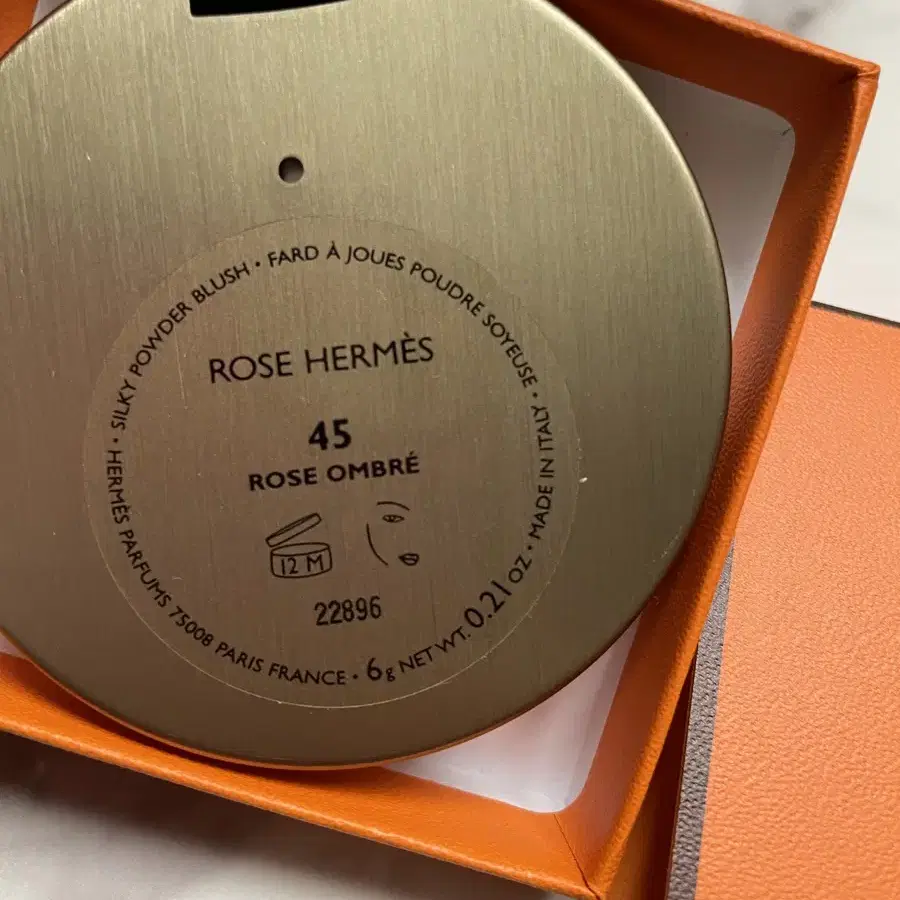 HERMÈS PARFUMS 75008 PARIS FRANCE • 6g NET WT. 0.21 OZ • MADE IN ITALY • FARD À JOUES POUDRE SOYEUSE • SILKY POWDER BLUSH •
ROSE HERMÈS
45
ROSE OMBRÉ
12 M
22896